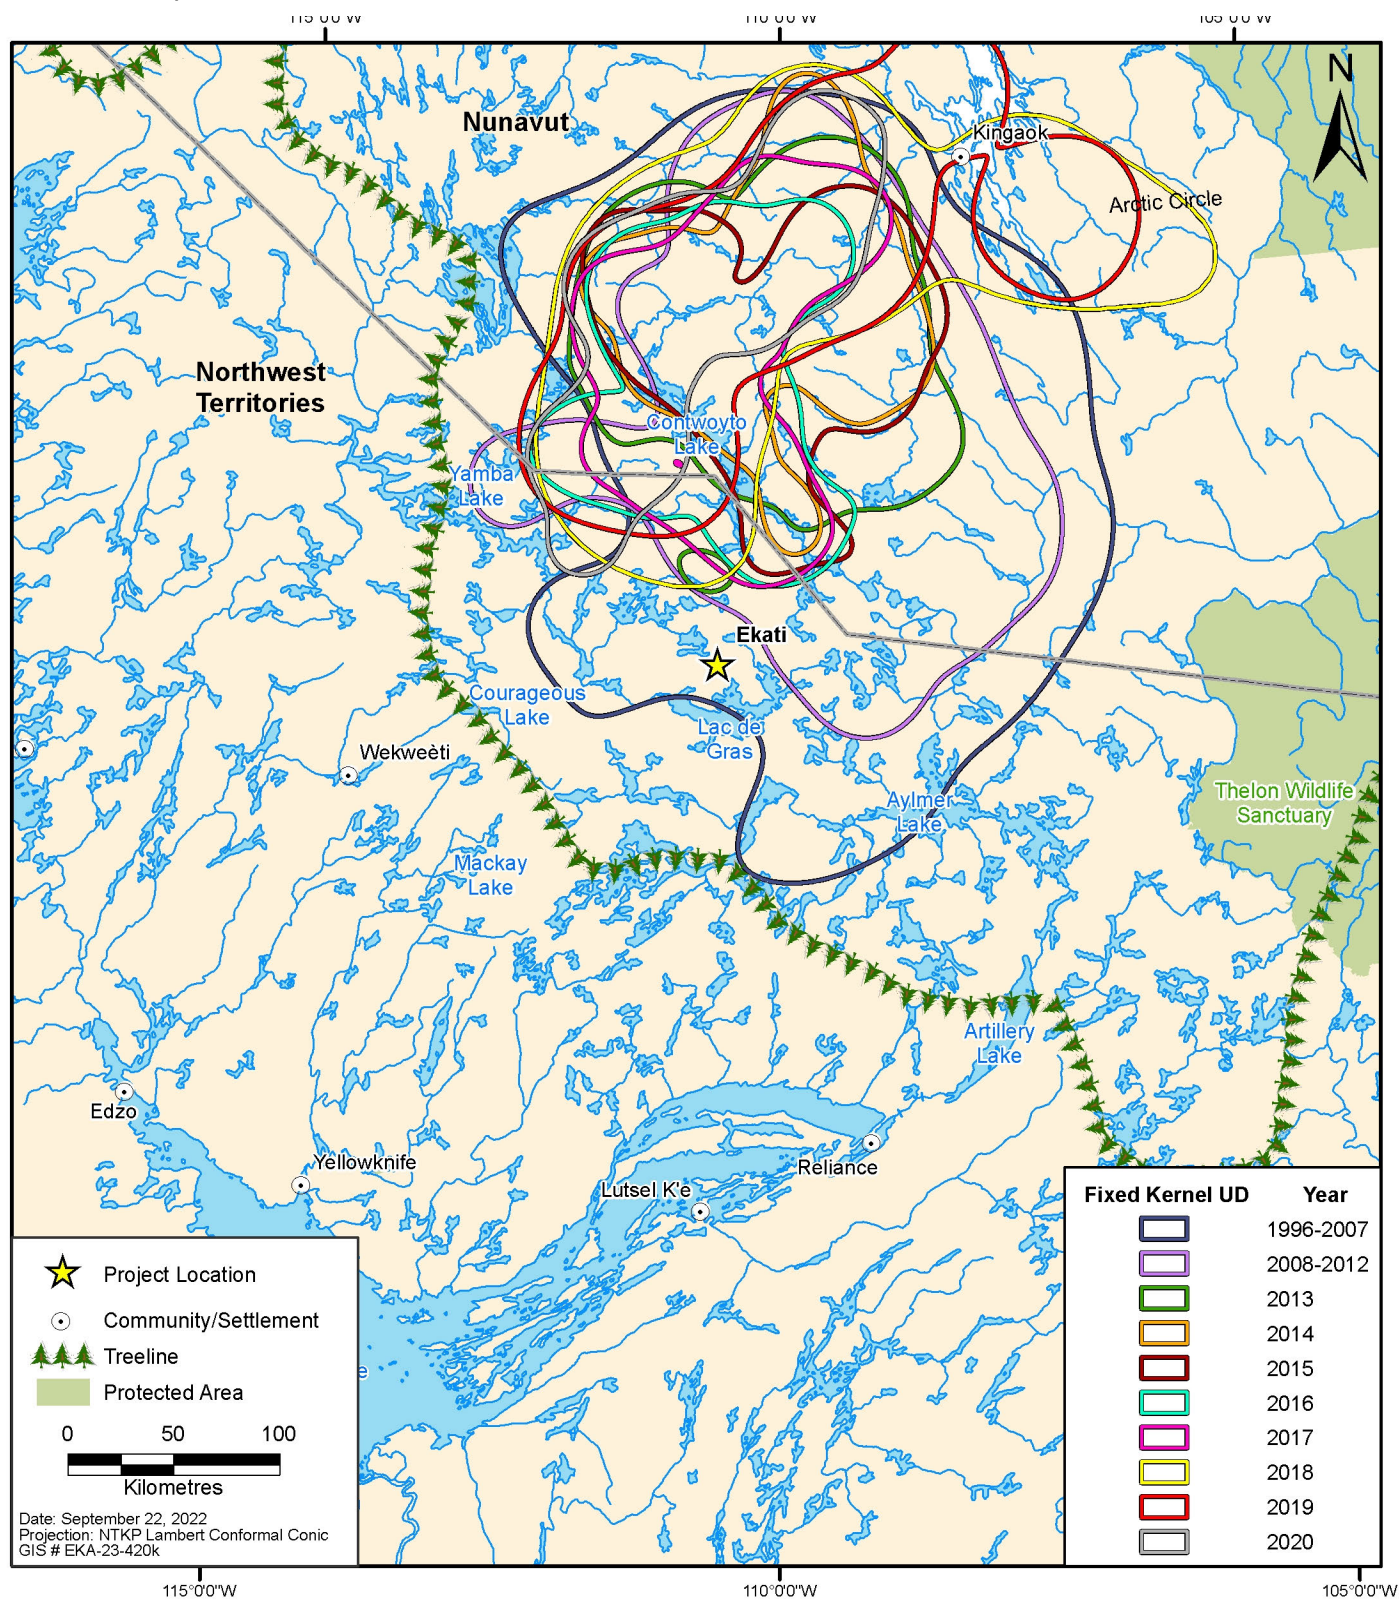 115°0'0"W 110°0'0"W 105°0'0"W
N
Nunavut
Kingaok
Arctic Circle
Northwest
Territories
Contwoyto
Lake
Yamba
Lake
Ekati
Courageous
Lake
Lac de
Gras
Wekweèti
Aylmer
Lake
Thelon Wildlife
Sanctuary
Mackay
Lake
Artillery
Lake
Edzo
Yellowknife
Reliance
Lutsel K'e
Fixed Kernel UD Year
1996-2007
2008-2012
2013
2014
2015
2016
2017
2018
2019
2020
Project Location
Community/Settlement
Treeline
Protected Area
0 50 100
Kilometres
e
Date: September 22, 2022
Projection: NTKP Lambert Conformal Conic
GIS # EKA-23-420k
115°0'0"W 110°0'0"W 105°0'0"W